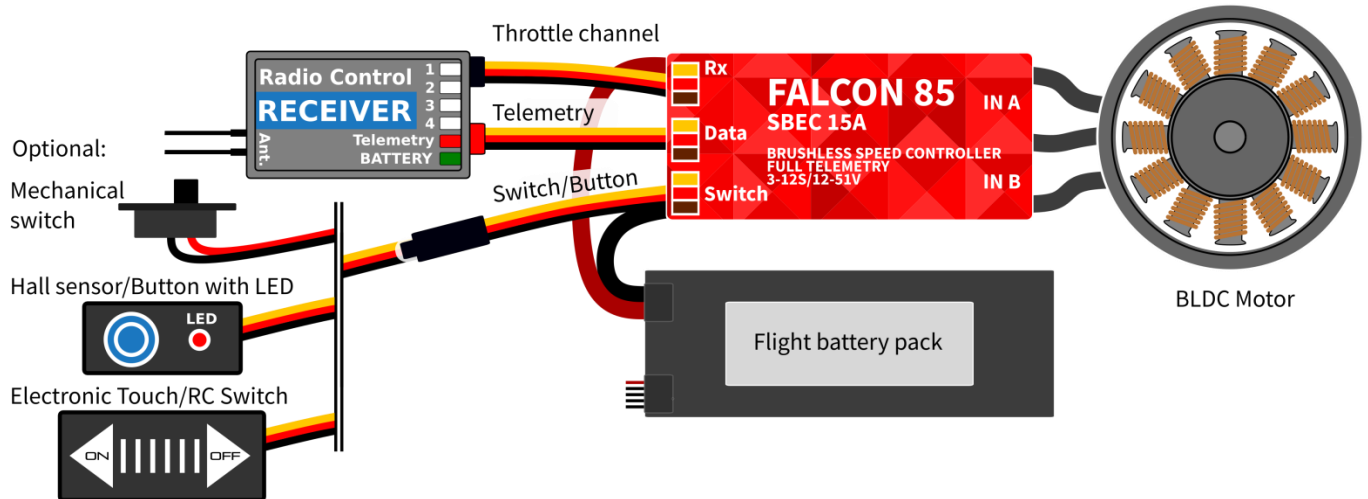 Throttle channel
Radio Control
RECEIVER
1
2
3
4
Telemetry
BATTERY
Ant.
Telemetry
Switch/Button
Rx
Data
Switch
FALCON 85
SBEC 15A
BRUSHLESS SPEED CONTROLLER
FULL TELEMETRY
3-12S/12-51V
IN A
IN B
BLDC Motor
Optional:
Mechanical
switch
Hall sensor/Button with LED
LED
Electronic Touch/RC Switch
ON
OFF
Flight battery pack